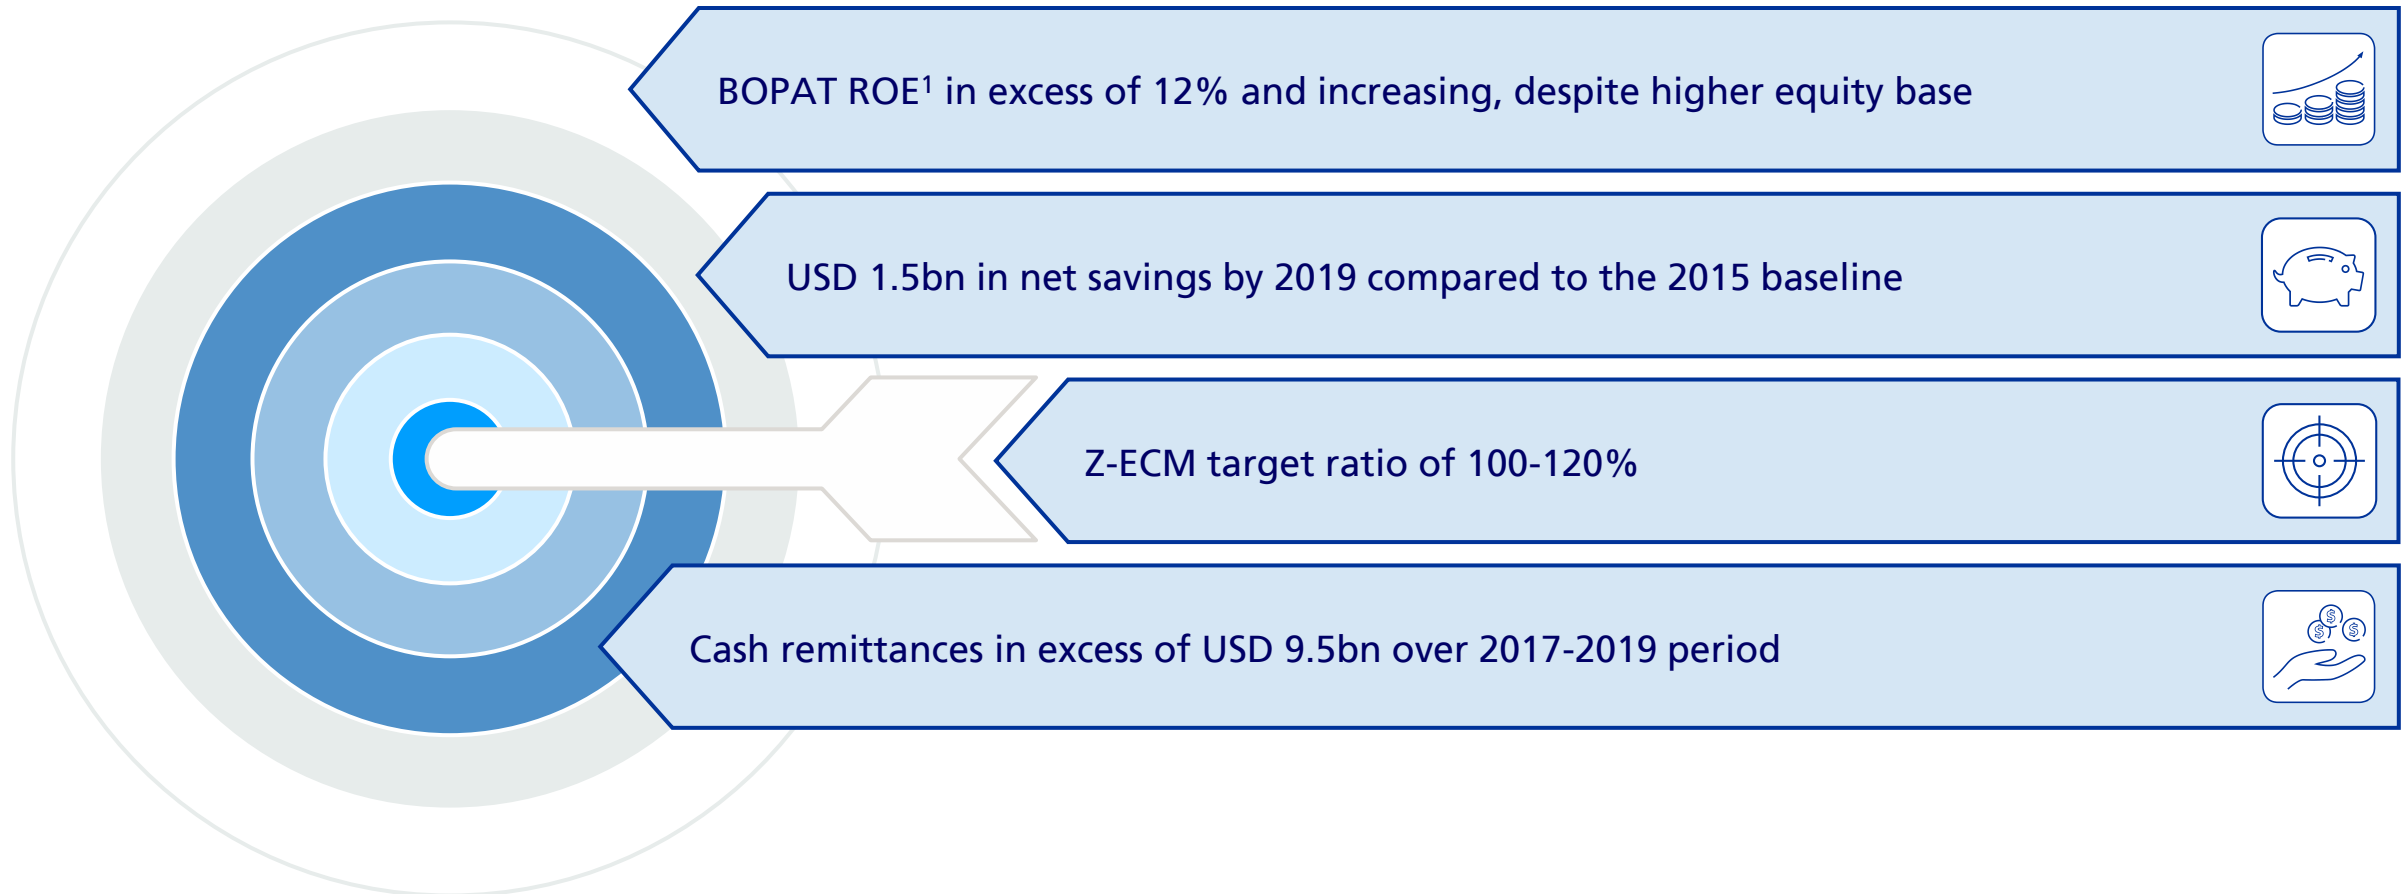 BOPAT ROE¹ in excess of 12% and increasing, despite higher equity base
USD 1.5bn in net savings by 2019 compared to the 2015 baseline
Z-ECM target ratio of 100-120%
Cash remittances in excess of USD 9.5bn over 2017-2019 period
$ $ $